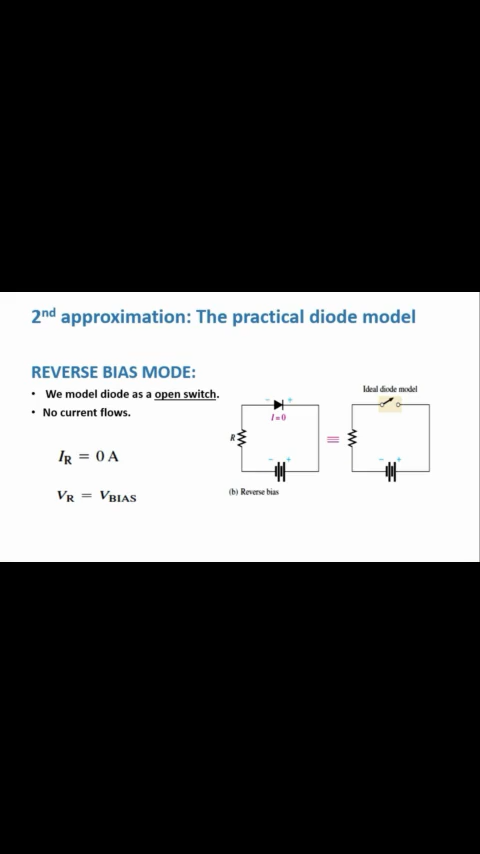 2nd approximation: The practical diode model
REVERSE BIAS MODE:
• We model diode as a open switch.
• No current flows.
IR = 0 A
VR = VBIAS
− +
I = 0
R
− +
(b) Reverse bias
≡
Ideal diode model
− +